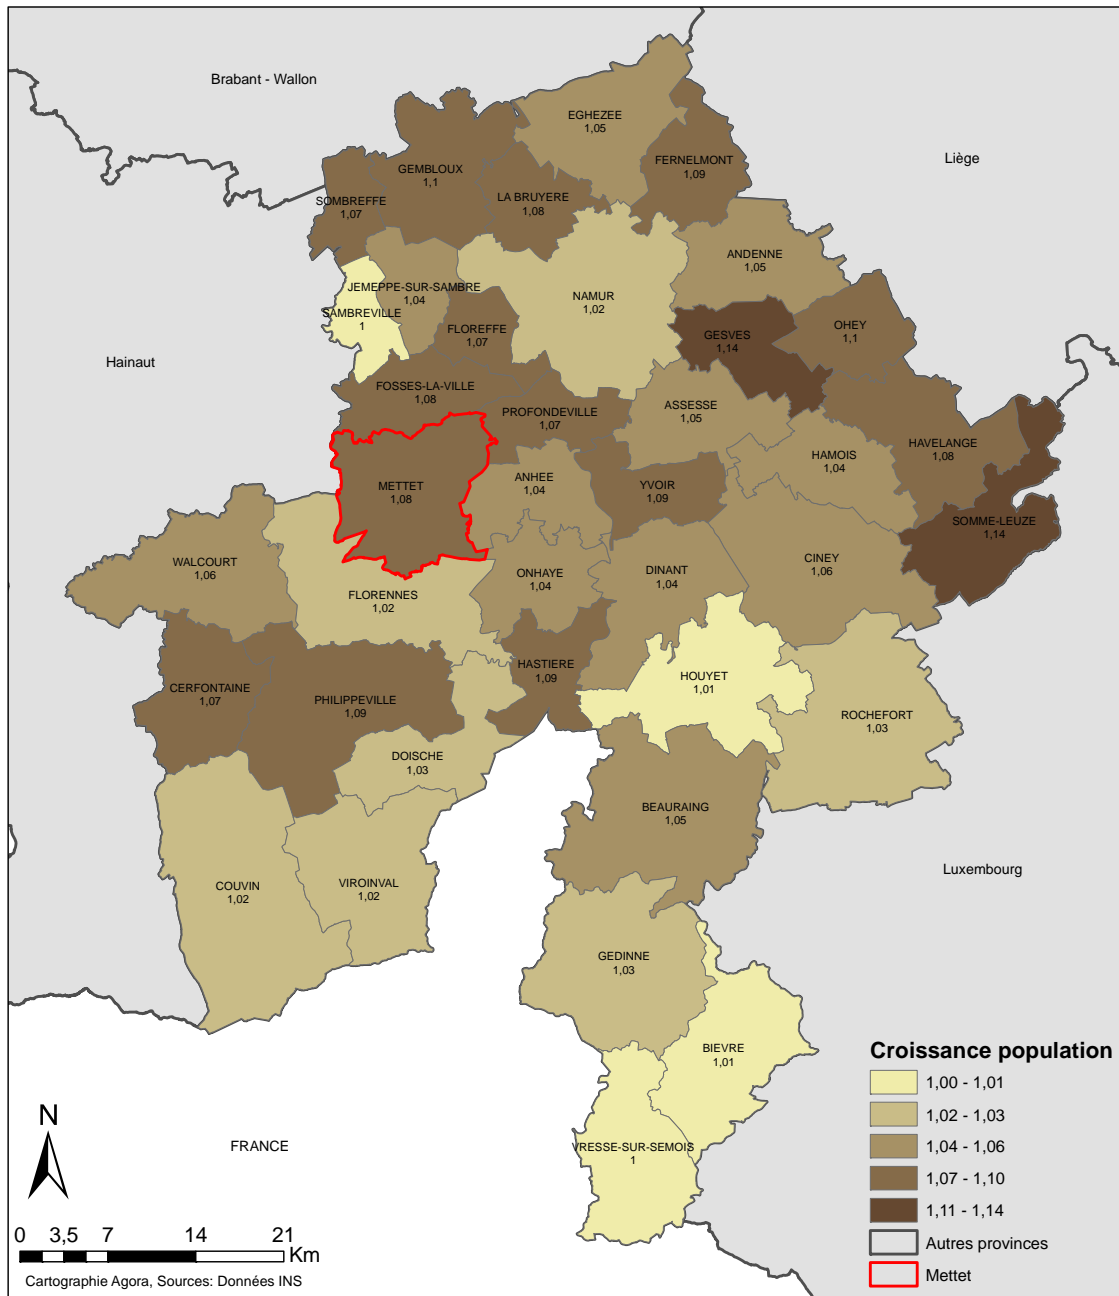 Brabant - Wallon
Liège
Hainaut
Luxembourg
FRANCE
EGHEZEE
1,05
GEMBLOUX
1,1
FERNELMONT
1,09
SOMBREFFE
1,07
LA BRUYERE
1,08
ANDENNE
1,05
JEMEPPE-SUR-SAMBRE
1,04
NAMUR
1,02
SAMBREVILLE
1
FLOREFFE
1,07
GESVES
1,14
OHEY
1,1
FOSSES-LA-VILLE
1,08
PROFONDEVILLE
1,07
ASSESSE
1,05
HAVELANGE
1,08
HAMOIS
1,04
METTET
1,08
ANHEE
1,04
YVOIR
1,09
SOMME-LEUZE
1,14
WALCOURT
1,06
ONHAYE
1,04
DINANT
1,04
CINEY
1,06
FLORENNES
1,02
HASTIERE
1,09
HOUYET
1,01
CERFONTAINE
1,07
PHILIPPEVILLE
1,09
ROCHEFORT
1,03
DOISCHE
1,03
BEAURAING
1,05
COUVIN
1,02
VIROINVAL
1,02
GEDINNE
1,03
BIEVRE
1,01
VRESSE-SUR-SEMOIS
1
Croissance population
1,00 - 1,01
1,02 - 1,03
1,04 - 1,06
1,07 - 1,10
1,11 - 1,14
Autres provinces
Mettet
N
0 3,5 7 14 21
Km
Cartographie Agora, Sources: Données INS